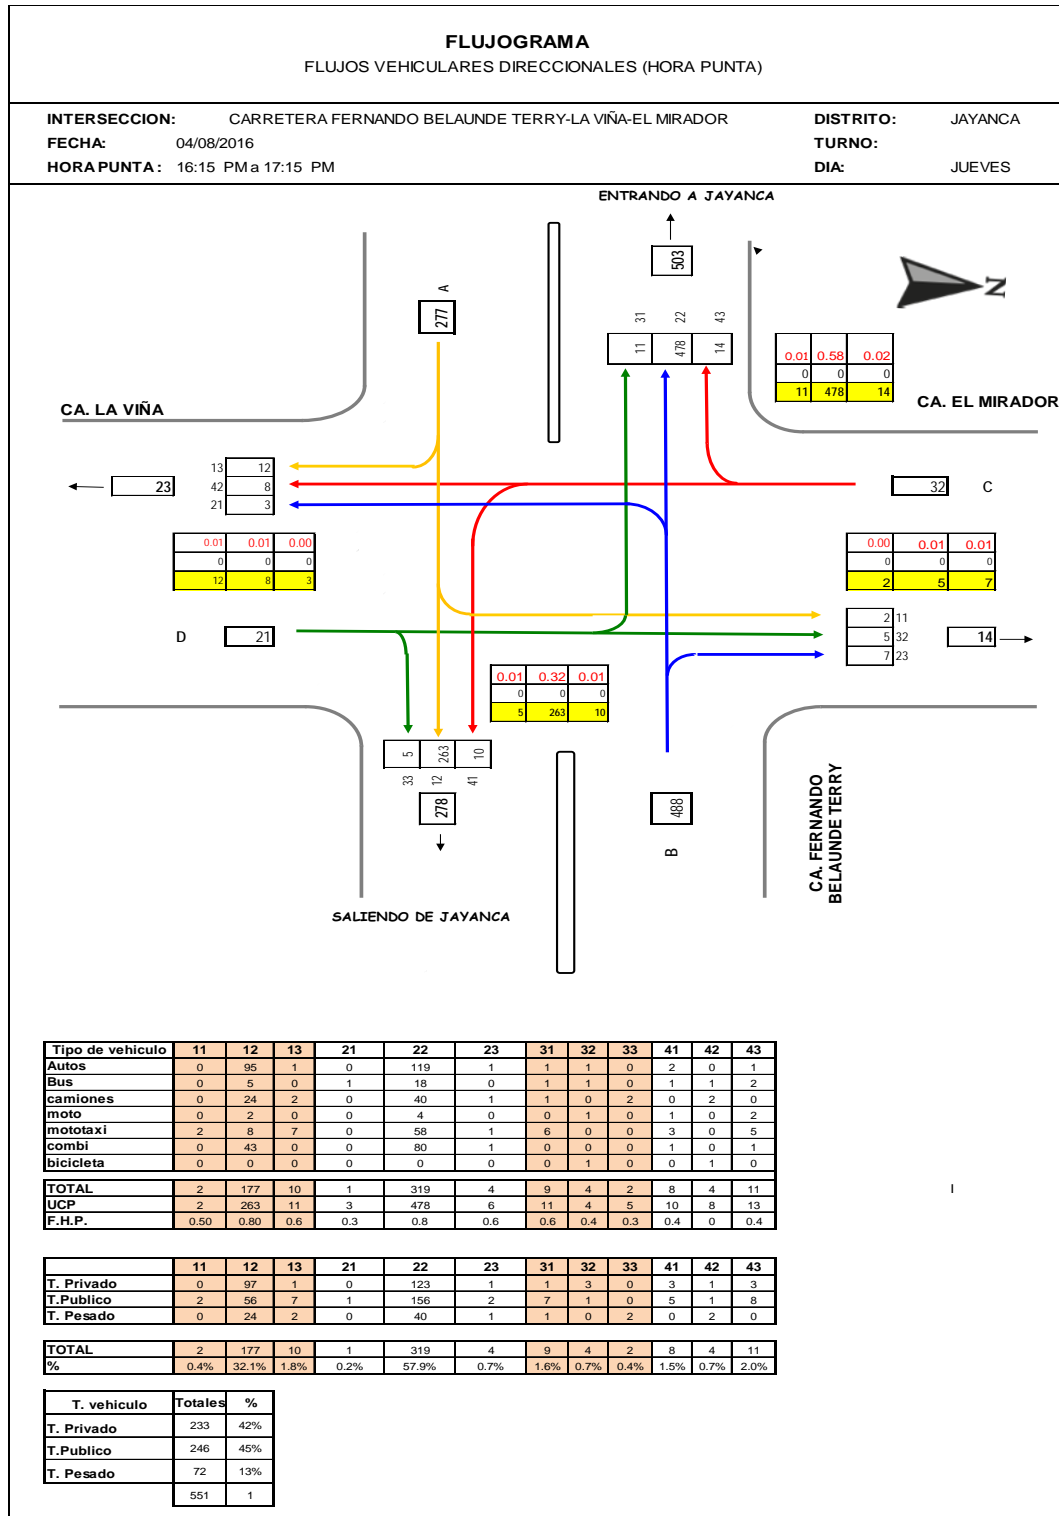 FLUJOGRAMA
FLUJOS VEHICULARES DIRECCIONALES (HORA PUNTA)
INTERSECCION: CARRETERA FERNANDO BELAUNDE TERRY-LA VIÑA-EL MIRADOR DISTRITO: JAYANCA
FECHA: 04/08/2016 TURNO:
HORA PUNTA : 16:15 PM a 17:15 PM DIA: JUEVES
ENTRANDO A JAYANCA
503
A
277
31 22 43
11 478 14
N
0.01 0.58 0.02
0 0 0
11 478 14
CA. LA VIÑA
CA. EL MIRADOR
13 12
42 8
21 3
23
32 C
0.01 0.01 0.00
0 0 0
12 8 3
0.00 0.01 0.01
0 0 0
2 5 7
D 21
2 11
5 32
7 23
14
0.01 0.32 0.01
0 0 0
5 263 10
5 263 10
33 12 41
278
488
B
CA. FERNANDO
BELAUNDE TERRY
SALIENDO DE JAYANCA
Tipo de vehiculo 11 12 13 21 22 23 31 32 33 41 42 43
Autos 0 95 1 0 119 1 1 1 0 2 0 1
Bus 0 5 0 1 18 0 1 1 0 1 1 2
camiones 0 24 2 0 40 1 1 0 2 0 2 0
moto 0 2 0 0 4 0 0 1 0 1 0 2
mototaxi 2 8 7 0 58 1 6 0 0 3 0 5
combi 0 43 0 0 80 1 0 0 0 1 0 1
bicicleta 0 0 0 0 0 0 0 1 0 0 1 0
TOTAL 2 177 10 1 319 4 9 4 2 8 4 11
UCP 2 263 11 3 478 6 11 4 5 10 8 13
F.H.P. 0.50 0.80 0.6 0.3 0.8 0.6 0.6 0.4 0.3 0.4 0 0.4
I
11 12 13 21 22 23 31 32 33 41 42 43
T. Privado 0 97 1 0 123 1 1 3 0 3 1 3
T.Publico 2 56 7 1 156 2 7 1 0 5 1 8
T. Pesado 0 24 2 0 40 1 1 0 2 0 2 0
TOTAL 2 177 10 1 319 4 9 4 2 8 4 11
% 0.4% 32.1% 1.8% 0.2% 57.9% 0.7% 1.6% 0.7% 0.4% 1.5% 0.7% 2.0%
T. vehiculo Totales %
T. Privado 233 42%
T.Publico 246 45%
T. Pesado 72 13%
551 1